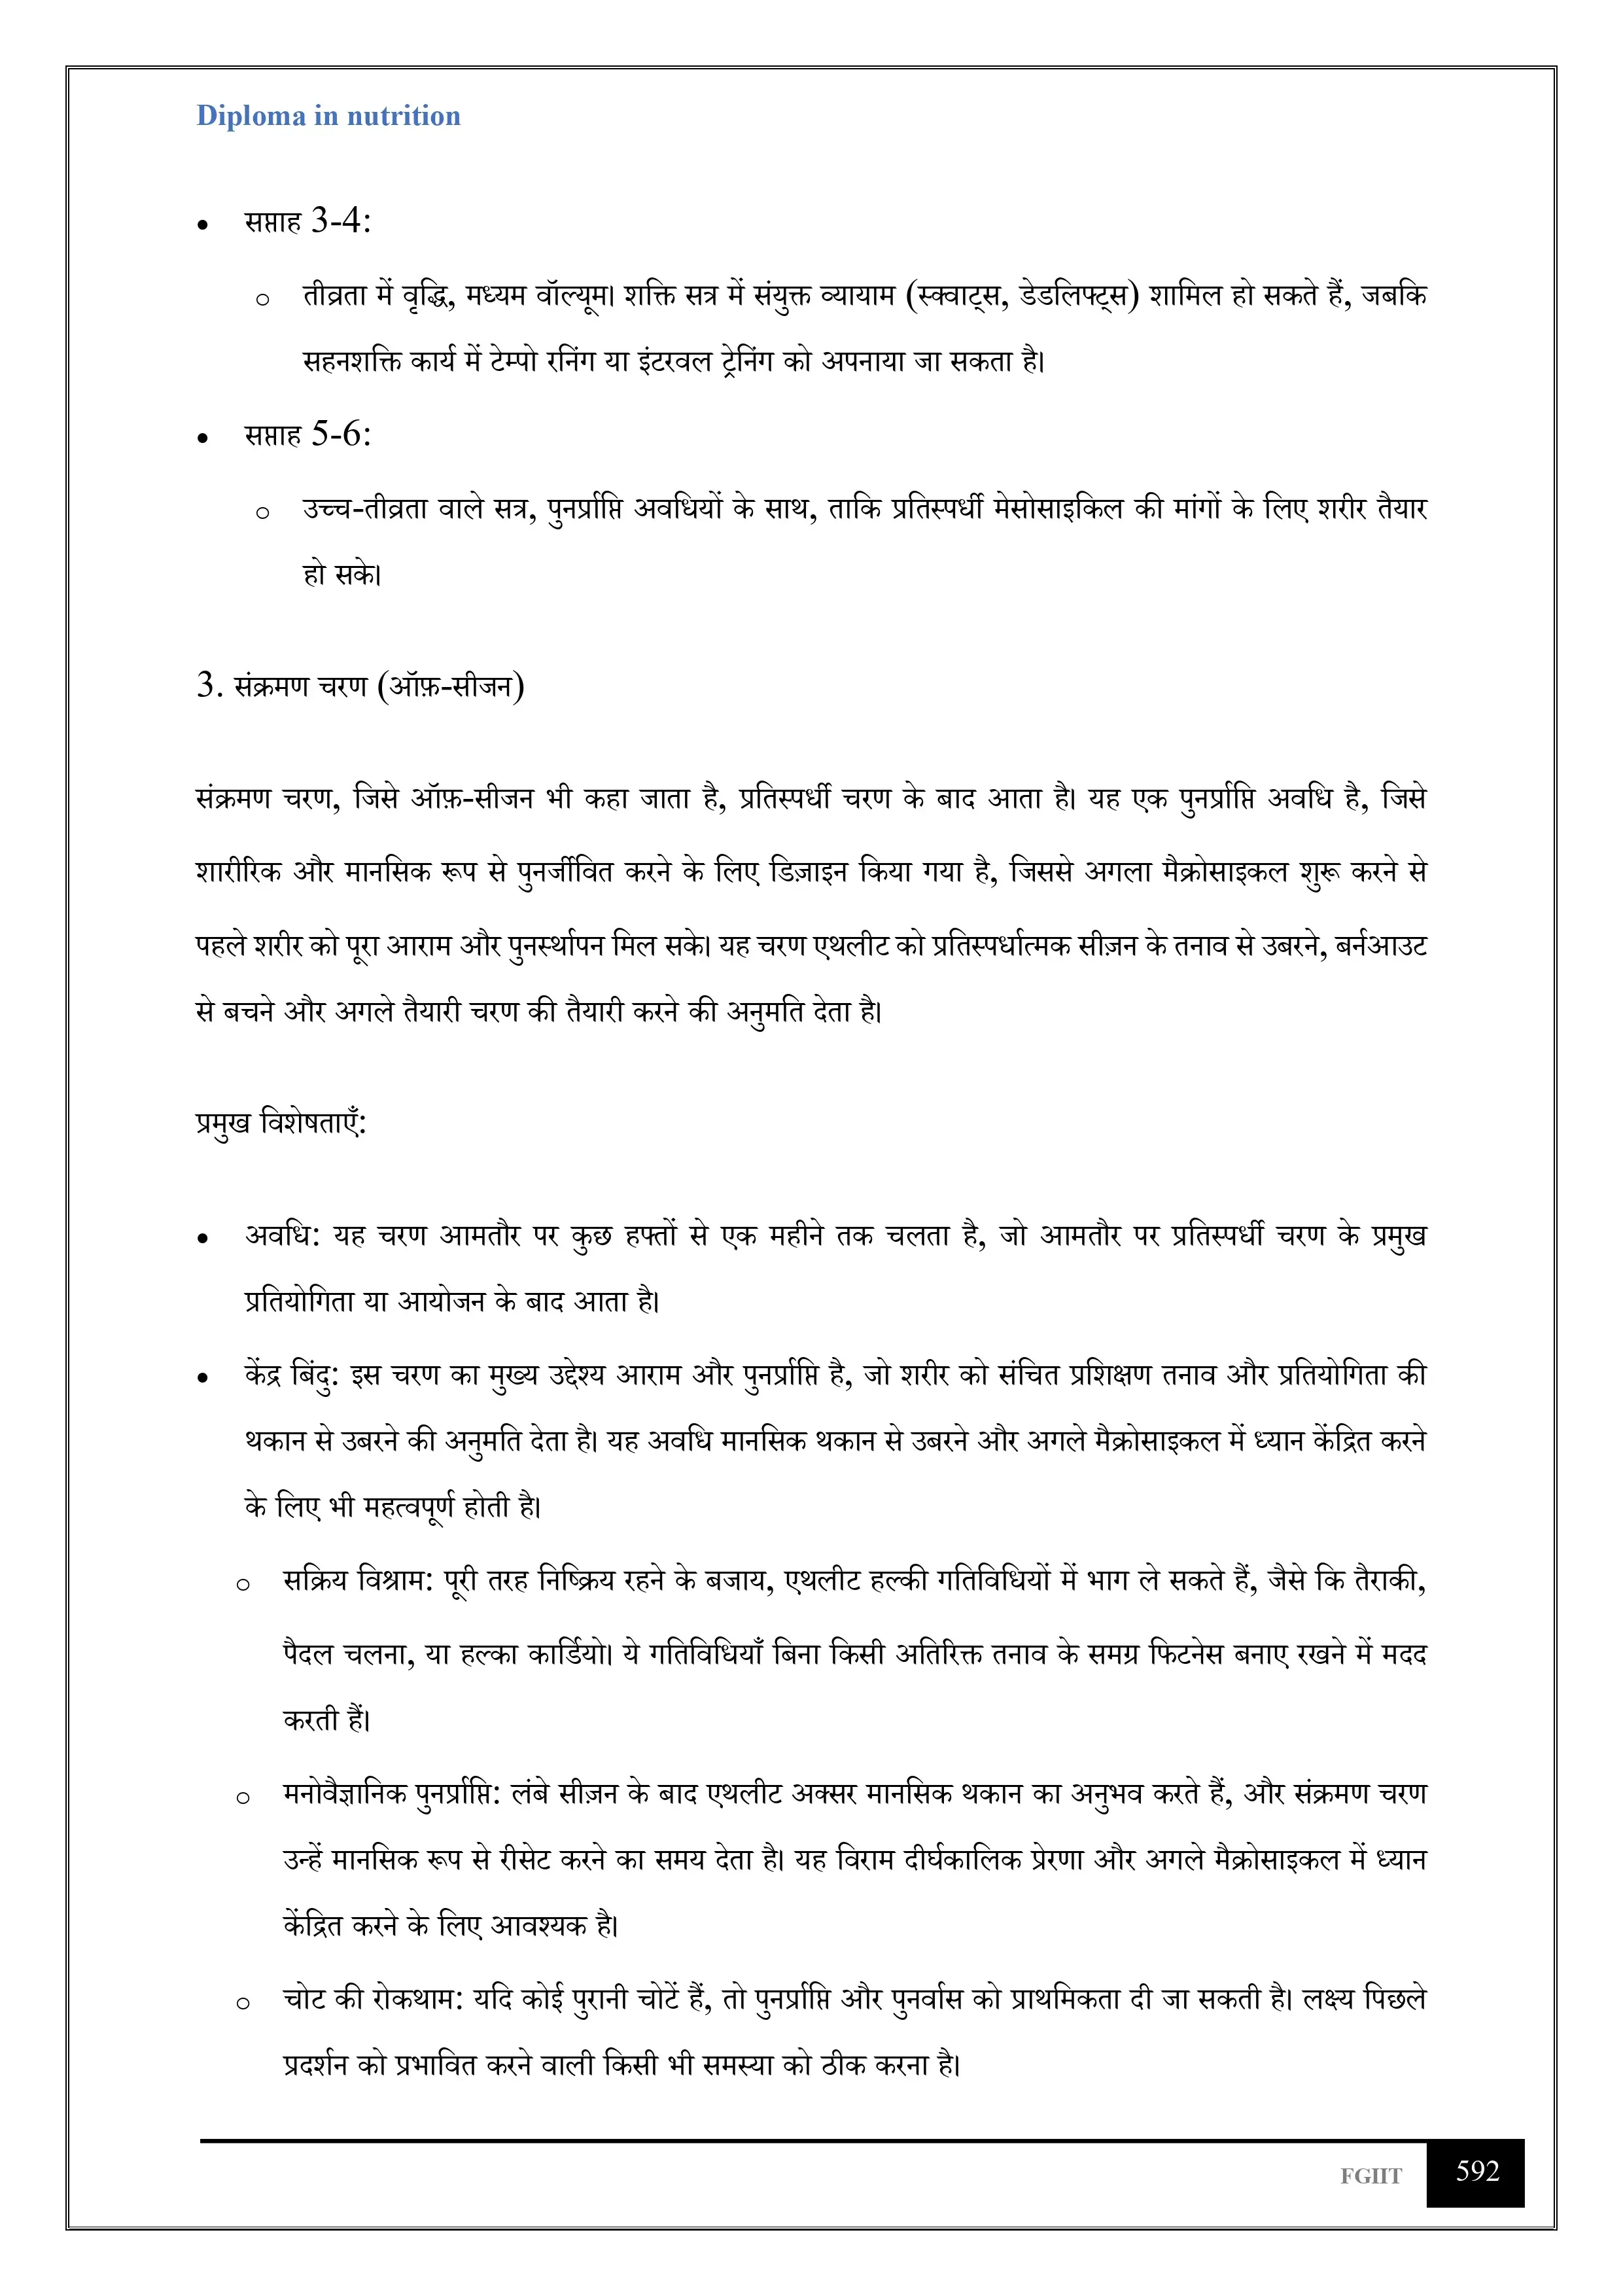 Diploma in nutrition
• सप्ताह 3-4:
o तीव्रता में वृद्धि, मध्यम वॉल्यूम। शक्ति सत्र में संयुक्त व्यायाम (स्क्वाट्स, डेडलिफ्ट्स) शामिल हो सकते हैं, जबकि
सहनशक्ति कार्य में टेम्पो रनिंग या इंटरवल ट्रेनिंग को अपनाया जा सकता है।
• सप्ताह 5-6:
o उच्च-तीव्रता वाले सत्र, पुनर्प्राप्ति अवधियों के साथ, ताकि प्रतिस्पर्धी मेसोसाइकिल की मांगों के लिए शरीर तैयार
हो सके।
3. संक्रमण चरण (ऑफ़-सीजन)
संक्रमण चरण, जिसे ऑफ़-सीजन भी कहा जाता है, प्रतिस्पर्धी चरण के बाद आता है। यह एक पुनर्प्राप्ति अवधि है, जिसे
शारीरिक और मानसिक रूप से पुनर्जीवित करने के लिए डिज़ाइन किया गया है, जिससे अगला मैक्रोसाइकल शुरू करने से
पहले शरीर को पूरा आराम और पुनर्स्थापन मिल सके। यह चरण एथलीट को प्रतिस्पर्धात्मक सीज़न के तनाव से उबरने, बर्नआउट
से बचने और अगले तैयारी चरण की तैयारी करने की अनुमति देता है।
प्रमुख विशेषताएँ:
• अवधि: यह चरण आमतौर पर कुछ हफ्तों से एक महीने तक चलता है, जो आमतौर पर प्रतिस्पर्धी चरण के प्रमुख
प्रतियोगिता या आयोजन के बाद आता है।
• केंद्र बिंदु: इस चरण का मुख्य उद्देश्य आराम और पुनर्प्राप्ति है, जो शरीर को संचित प्रशिक्षण तनाव और प्रतियोगिता की
थकान से उबरने की अनुमति देता है। यह अवधि मानसिक थकान से उबरने और अगले मैक्रोसाइकल में ध्यान केंद्रित करने
के लिए भी महत्वपूर्ण होती है।
o सक्रिय विश्राम: पूरी तरह निष्क्रिय रहने के बजाय, एथलीट हल्की गतिविधियों में भाग ले सकते हैं, जैसे कि तैराकी,
पैदल चलना, या हल्का कार्डियो। ये गतिविधियाँ बिना किसी अतिरिक्त तनाव के समग्र फिटनेस बनाए रखने में मदद
करती हैं।
o मनोवैज्ञानिक पुनर्प्राप्ति: लंबे सीज़न के बाद एथलीट अक्सर मानसिक थकान का अनुभव करते हैं, और संक्रमण चरण
उन्हें मानसिक रूप से रीसेट करने का समय देता है। यह विराम दीर्घकालिक प्रेरणा और अगले मैक्रोसाइकल में ध्यान
केंद्रित करने के लिए आवश्यक है।
o चोट की रोकथाम: यदि कोई पुरानी चोटें हैं, तो पुनर्प्राप्ति और पुनर्वास को प्राथमिकता दी जा सकती है। लक्ष्य पिछले
प्रदर्शन को प्रभावित करने वाली किसी भी समस्या को ठीक करना है।
FGIIT 592